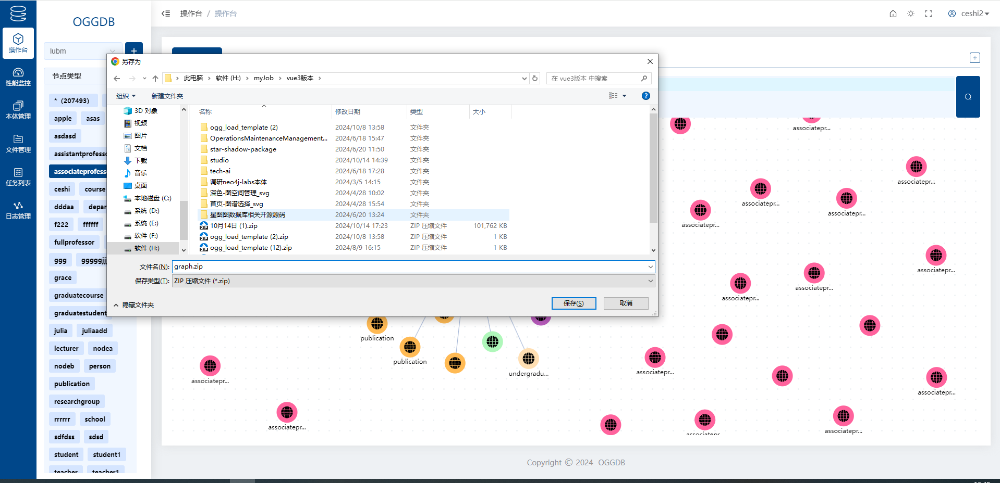 OGGDB
操作台 / 操作台
ceshi2
操作台
性能监控
本体管理
文件管理
任务列表
日志管理
lubm
+
节点类型
* (207493)
apple
asas
asdasd
assistantprofesso
associateprofess
ceshi
course
dddaa
depar
f222
ffffff
fullprofessor
ggg
gggggjjj
grace
graduatecourse
graduatestudent
julia
juliaadd
lecturer
nodea
nodeb
person
publication
researchgroup
rrrrrr
school
sdfdss
sdsd
student
student1
teacher
teacher1
另存为
此电脑 › 软件 (H:) › myJob › vue3版本 ›
在 vue3版本 中搜索
组织
新建文件夹
3D 对象
视频
图片
文档
下载
音乐
桌面
本地磁盘 (C:)
系统 (D:)
系统 (E:)
软件 (F:)
软件 (H:)
名称 修改日期 类型 大小
ogg_load_template (2) 2024/10/8 13:58 文件夹
OperationsMaintenanceManagement... 2024/6/18 15:47 文件夹
star-shadow-package 2024/6/20 11:50 文件夹
studio 2024/10/14 14:39 文件夹
tech-ai 2024/6/18 17:28 文件夹
调研neo4j-labs本体 2024/3/5 14:15 文件夹
深色-图空间管理_svg 2024/4/28 10:02 文件夹
首页-图谱选择_svg 2024/4/28 15:54 文件夹
星图图数据库相关开源源码 2024/6/20 13:24 文件夹
10月14日 (1).zip 2024/10/14 17:23 ZIP 压缩文件 101,762 KB
ogg_load_template (2).zip 2024/10/8 13:58 ZIP 压缩文件 1 KB
ogg_load_template (12).zip 2024/8/9 16:15 ZIP 压缩文件 1 KB
文件名(N): graph.zip
保存类型(T): ZIP 压缩文件 (*.zip)
隐藏文件夹
保存(S)
取消
associatepr...
associatepr...
associatepr...
associatepr...
associatepr...
associatepr...
associatepr...
associatepr...
publication
publication
undergradu...
associatepr...
associatepr...
associatepr...
associatepr...
associatepr...
associatepr
associatepr...
Copyright © 2024 OGGDB